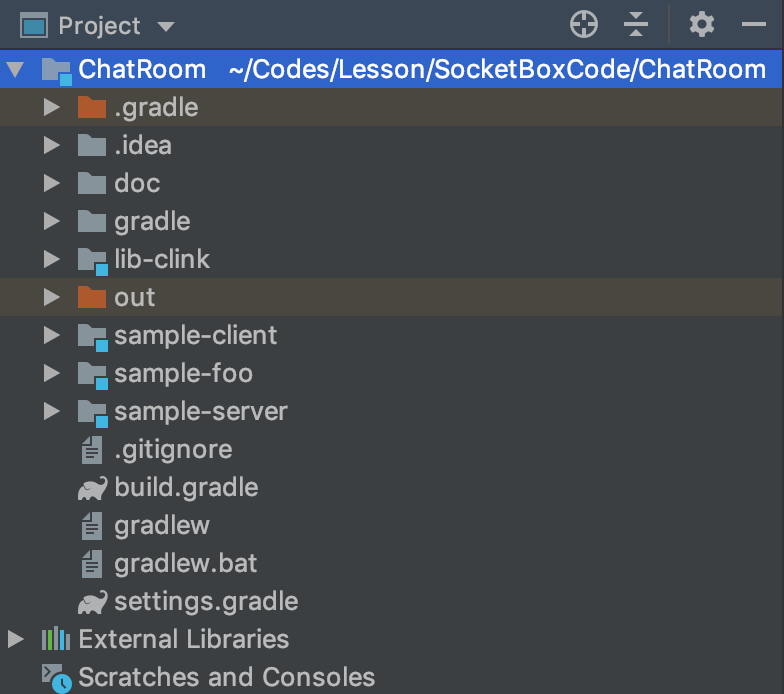 Project
ChatRoom ~/Codes/Lesson/SocketBoxCode/ChatRoom
.gradle
.idea
doc
gradle
lib-clink
out
sample-client
sample-foo
sample-server
.gitignore
build.gradle
gradlew
gradlew.bat
settings.gradle
External Libraries
Scratches and Consoles